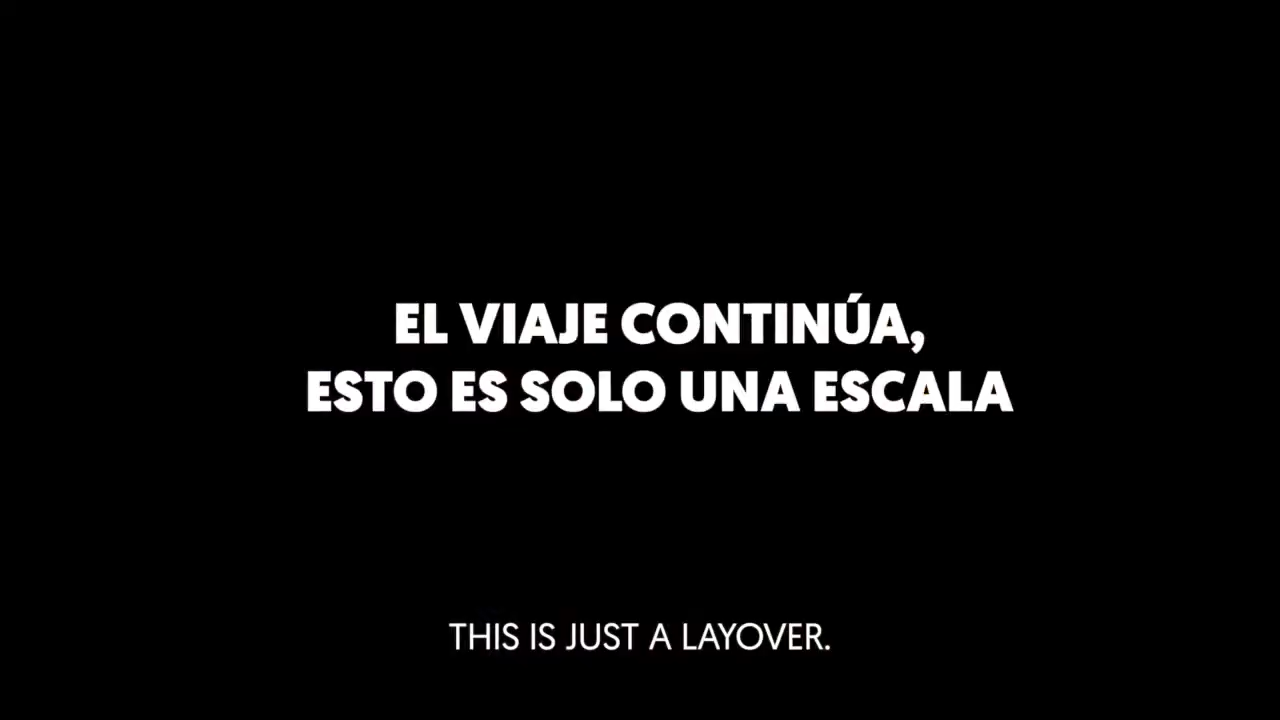 EL VIAJE CONTINÚA,
ESTO ES SOLO UNA ESCALA
THIS IS JUST A LAYOVER.